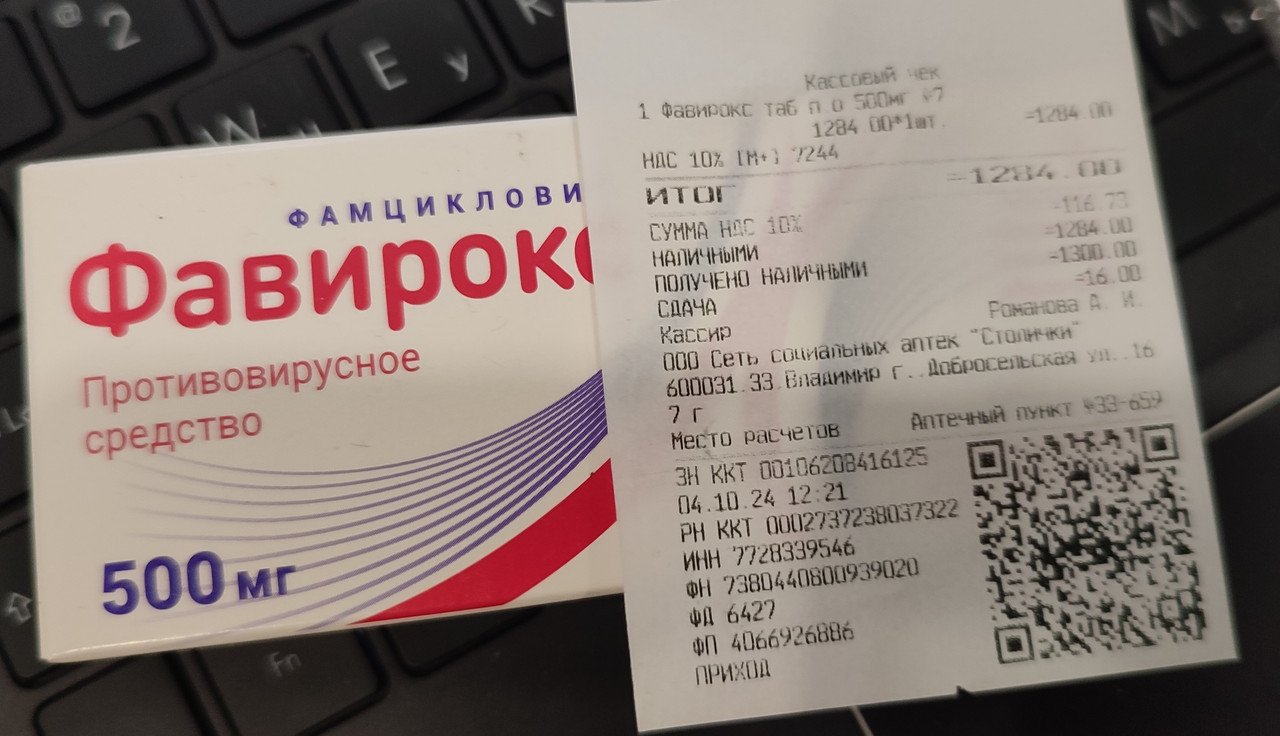 @
2
W
E
у
К
М
ФАМЦИКЛОВИ
Фавирокс
Противовирусное
средство
500 мг
Fn
Кассовый чек
1 Фавирокс таб п о 500мг №7
1284 00*1шт. =1284 00
НДС 10% [М+] 7244
ИТОГ =1284.00
СУММА НДС 10% =116 73
НАЛИЧНЫМИ =1284.00
ПОЛУЧЕНО НАЛИЧНЫМИ =1300.00
СДАЧА =16.00
Кассир Романова А. И.
ООО Сеть социальных аптек "Столички"
600031.33.Владимир г..Добросельская ул..16
7 г
Место расчетов Аптечный пункт №33-659
ЗН ККТ 00106208416125
04.10.24 12:21
РН ККТ 0002737238037322
ИНН 7728339546
ФН 7380440800939020
ФД 6427
ФП 4066926886
ПРИХОД